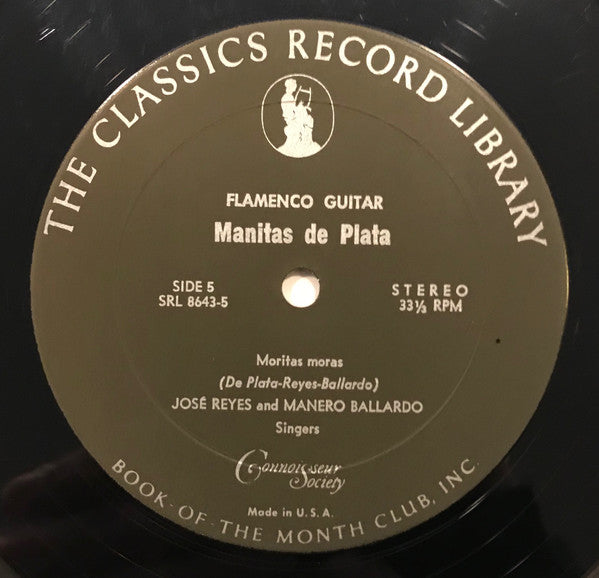 THE CLASSICS RECORD LIBRARY
FLAMENCO GUITAR
Manitas de Plata
SIDE 5
SRL 8643-5
STEREO
33⅓ RPM
Moritas moras
(De Plata-Reyes-Ballardo)
JOSÉ REYES and MANERO BALLARDO
Singers
Connoisseur
Society
Made in U.S.A.
BOOK-OF-THE MONTH CLUB, INC.